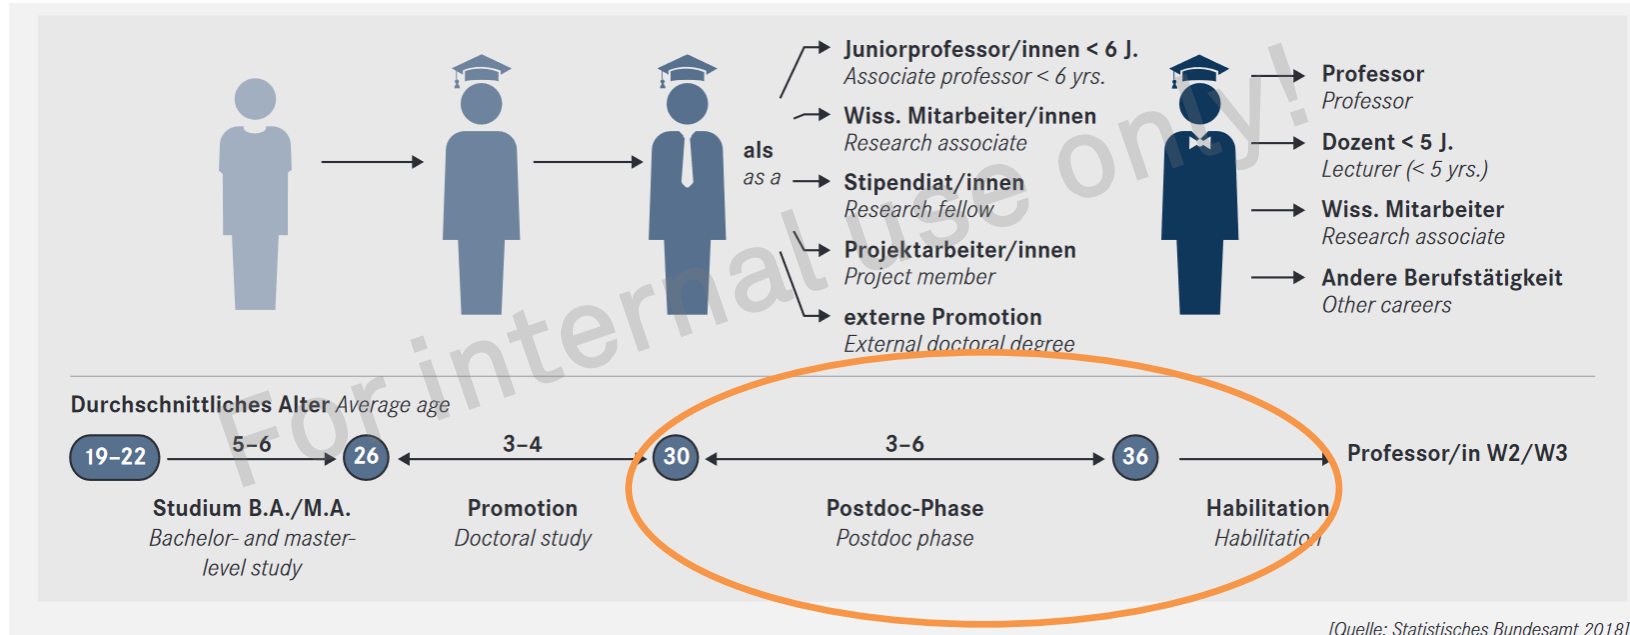 Juniorprofessor/innen < 6 J.
Associate professor < 6 yrs.
Wiss. Mitarbeiter/innen
Research associate
als
as a
Stipendiat/innen
Research fellow
Projektarbeiter/innen
Project member
externe Promotion
External doctoral degree
Professor
Professor
Dozent < 5 J.
Lecturer (< 5 yrs.)
Wiss. Mitarbeiter
Research associate
Andere Berufstätigkeit
Other careers
For internal use only!
Durchschnittliches Alter Average age
19–22 5–6 26 3–4 30 3–6 36 Professor/in W2/W3
Studium B.A./M.A.
Bachelor- and master-
level study
Promotion
Doctoral study
Postdoc-Phase
Postdoc phase
Habilitation
Habilitation
[Quelle: Statistisches Bundesamt 2018]